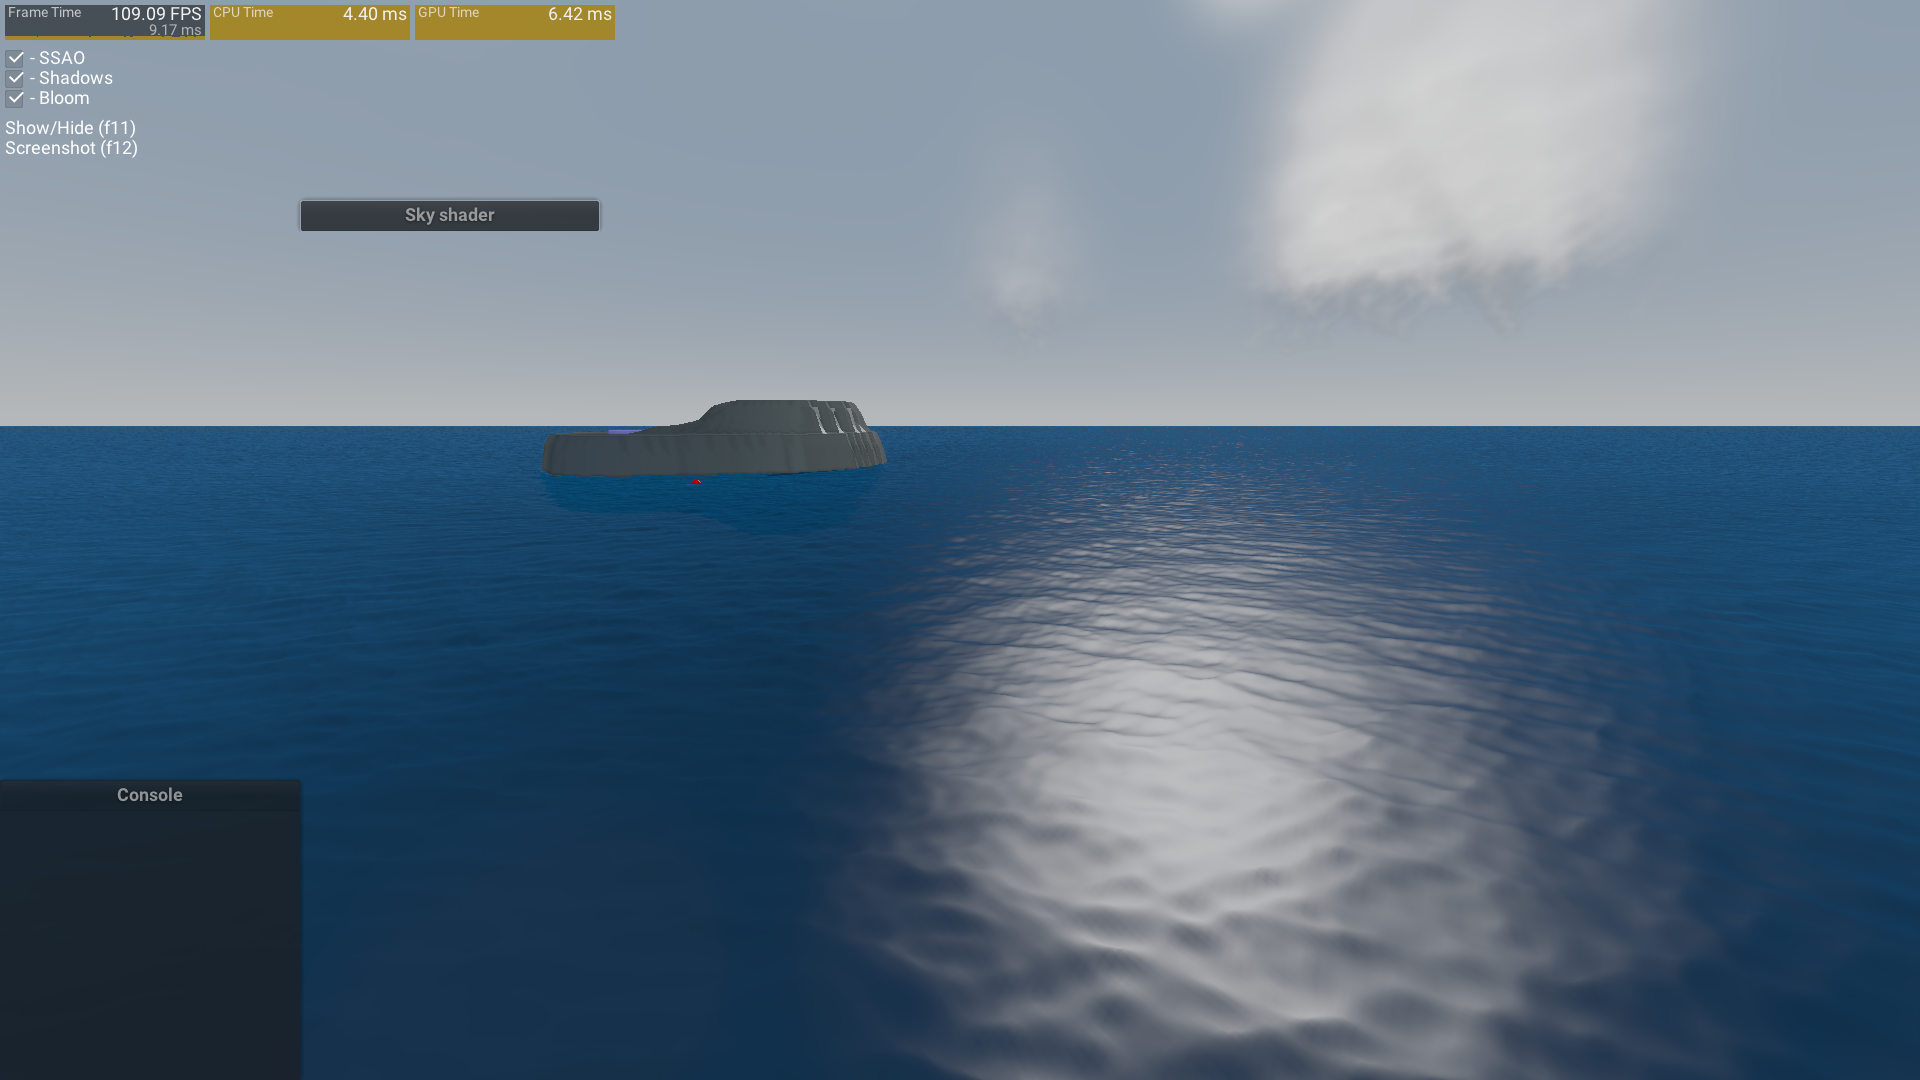 Frame Time 109.09 FPS CPU Time 4.40 ms GPU Time 6.42 ms
9.17 ms
- SSAO
- Shadows
- Bloom
Show/Hide (f11)
Screenshot (f12)
Sky shader
Console